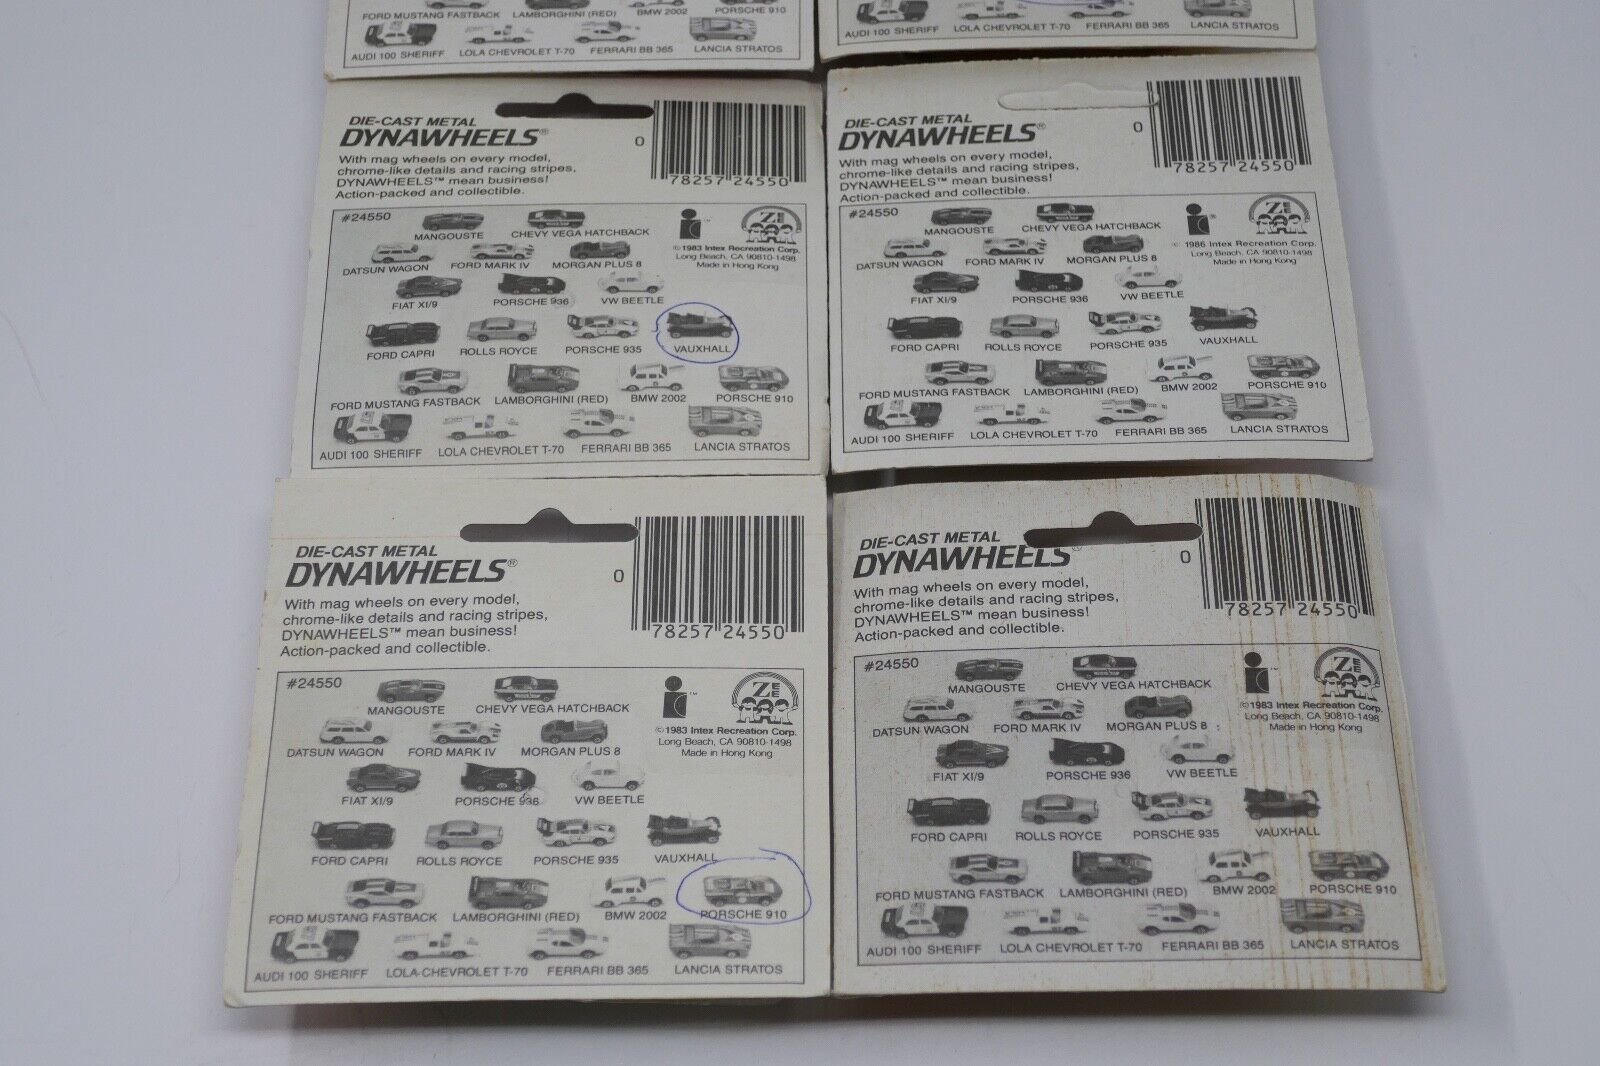 FORD MUSTANG FASTBACK LAMBORGHINI (RED) BMW 2002 PORSCHE 910
AUDI 100 SHERIFF LOLA CHEVROLET T-70 FERRARI BB 365 LANCIA STRATOS
AUDI 100 SHERIFF LOLA CHEVROLET T-70 FERRARI BB 365 LANCIA STRATOS
DIE-CAST METAL
DYNAWHEELS®
With mag wheels on every model,
chrome-like details and racing stripes,
DYNAWHEELS™ mean business!
Action-packed and collectible.
0 78257 24550
#24550
MANGOUSTE CHEVY VEGA HATCHBACK
i™ ZEE
©1983 Intex Recreation Corp.
Long Beach, CA 90810-1498
Made in Hong Kong
DATSUN WAGON FORD MARK IV MORGAN PLUS 8
FIAT X1/9 PORSCHE 936 VW BEETLE
FORD CAPRI ROLLS ROYCE PORSCHE 935 VAUXHALL
FORD MUSTANG FASTBACK LAMBORGHINI (RED) BMW 2002 PORSCHE 910
AUDI 100 SHERIFF LOLA CHEVROLET T-70 FERRARI BB 365 LANCIA STRATOS
DIE-CAST METAL
DYNAWHEELS®
With mag wheels on every model,
chrome-like details and racing stripes,
DYNAWHEELS™ mean business!
Action-packed and collectible.
0 78257 24550
#24550
MANGOUSTE CHEVY VEGA HATCHBACK
i® ZEE
© 1986 Intex Recreation Corp.
Long Beach, CA 90810-1498
Made in Hong Kong
DATSUN WAGON FORD MARK IV MORGAN PLUS 8
FIAT X1/9 PORSCHE 936 VW BEETLE
FORD CAPRI ROLLS ROYCE PORSCHE 935 VAUXHALL
FORD MUSTANG FASTBACK LAMBORGHINI (RED) BMW 2002 PORSCHE 910
AUDI 100 SHERIFF LOLA CHEVROLET T-70 FERRARI BB 365 LANCIA STRATOS
DIE-CAST METAL
DYNAWHEELS®
With mag wheels on every model,
chrome-like details and racing stripes,
DYNAWHEELS™ mean business!
Action-packed and collectible.
0 78257 24550
#24550
MANGOUSTE CHEVY VEGA HATCHBACK
i™ ZEE
©1983 Intex Recreation Corp.
Long Beach, CA 90810-1498
Made in Hong Kong
DATSUN WAGON FORD MARK IV MORGAN PLUS 8
FIAT X1/9 PORSCHE 936 VW BEETLE
FORD CAPRI ROLLS ROYCE PORSCHE 935 VAUXHALL
FORD MUSTANG FASTBACK LAMBORGHINI (RED) BMW 2002 PORSCHE 910
AUDI 100 SHERIFF LOLA-CHEVROLET T-70 FERRARI BB 365 LANCIA STRATOS
DIE-CAST METAL
DYNAWHEELS®
With mag wheels on every model,
chrome-like details and racing stripes,
DYNAWHEELS™ mean business!
Action-packed and collectible.
0 78257 24550
#24550
MANGOUSTE CHEVY VEGA HATCHBACK
i™ ZEE
©1983 Intex Recreation Corp.
Long Beach, CA 90810-1498
Made in Hong Kong
DATSUN WAGON FORD MARK IV MORGAN PLUS 8
FIAT X1/9 PORSCHE 936 VW BEETLE
FORD CAPRI ROLLS ROYCE PORSCHE 935 VAUXHALL
FORD MUSTANG FASTBACK LAMBORGHINI (RED) BMW 2002 PORSCHE 910
AUDI 100 SHERIFF LOLA CHEVROLET T-70 FERRARI BB 365 LANCIA STRATOS